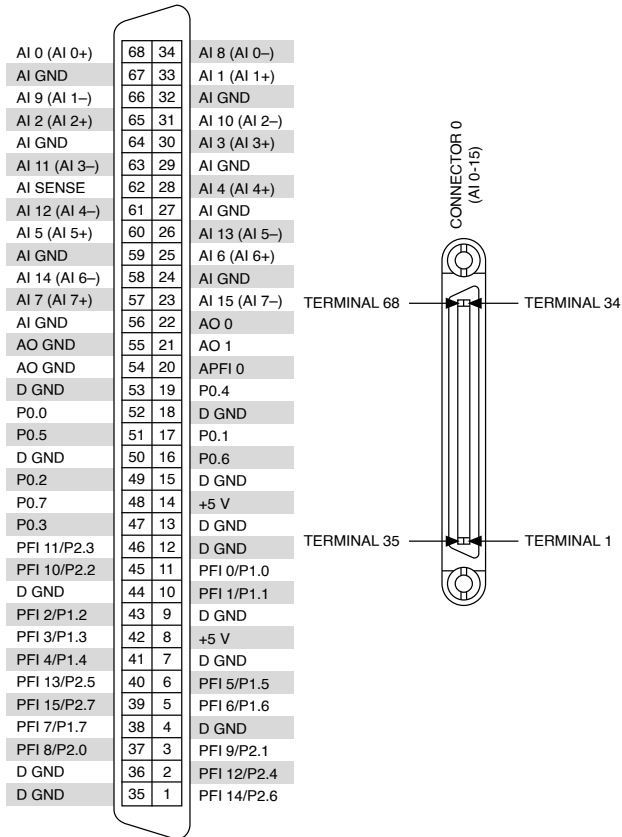 AI 0 (AI 0+) 68 34 AI 8 (AI 0–)
AI GND 67 33 AI 1 (AI 1+)
AI 9 (AI 1–) 66 32 AI GND
AI 2 (AI 2+) 65 31 AI 10 (AI 2–)
AI GND 64 30 AI 3 (AI 3+)
AI 11 (AI 3–) 63 29 AI GND
AI SENSE 62 28 AI 4 (AI 4+)
AI 12 (AI 4–) 61 27 AI GND
AI 5 (AI 5+) 60 26 AI 13 (AI 5–)
AI GND 59 25 AI 6 (AI 6+)
AI 14 (AI 6–) 58 24 AI GND
AI 7 (AI 7+) 57 23 AI 15 (AI 7–)
AI GND 56 22 AO 0
AO GND 55 21 AO 1
AO GND 54 20 APFI 0
D GND 53 19 P0.4
P0.0 52 18 D GND
P0.5 51 17 P0.1
D GND 50 16 P0.6
P0.2 49 15 D GND
P0.7 48 14 +5 V
P0.3 47 13 D GND
PFI 11/P2.3 46 12 D GND
PFI 10/P2.2 45 11 PFI 0/P1.0
D GND 44 10 PFI 1/P1.1
PFI 2/P1.2 43 9 D GND
PFI 3/P1.3 42 8 +5 V
PFI 4/P1.4 41 7 D GND
PFI 13/P2.5 40 6 PFI 5/P1.5
PFI 15/P2.7 39 5 PFI 6/P1.6
PFI 7/P1.7 38 4 D GND
PFI 8/P2.0 37 3 PFI 9/P2.1
D GND 36 2 PFI 12/P2.4
D GND 35 1 PFI 14/P2.6
CONNECTOR 0
(AI 0-15)
TERMINAL 68
TERMINAL 34
TERMINAL 35
TERMINAL 1